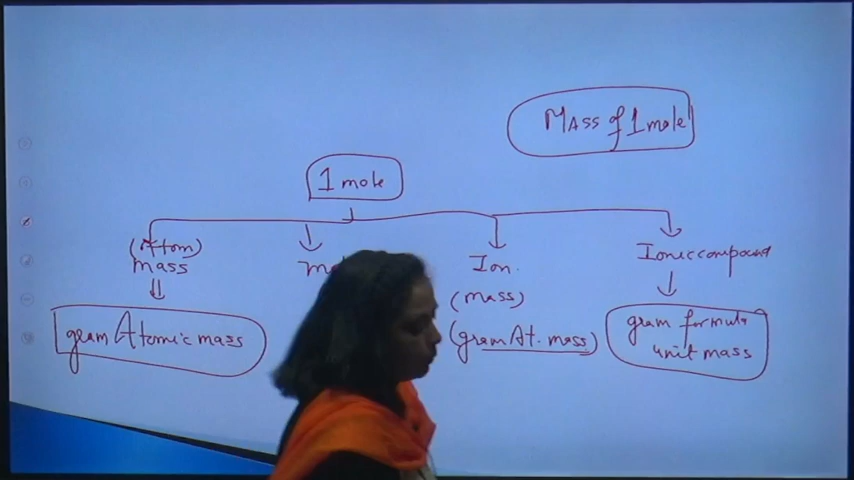 Mass of 1 mole
1 mole
(Atom)
mass
Ion.
Ionic compound
(mass)
gram Atomic mass
(gram At. mass)
gram formula
unit mass